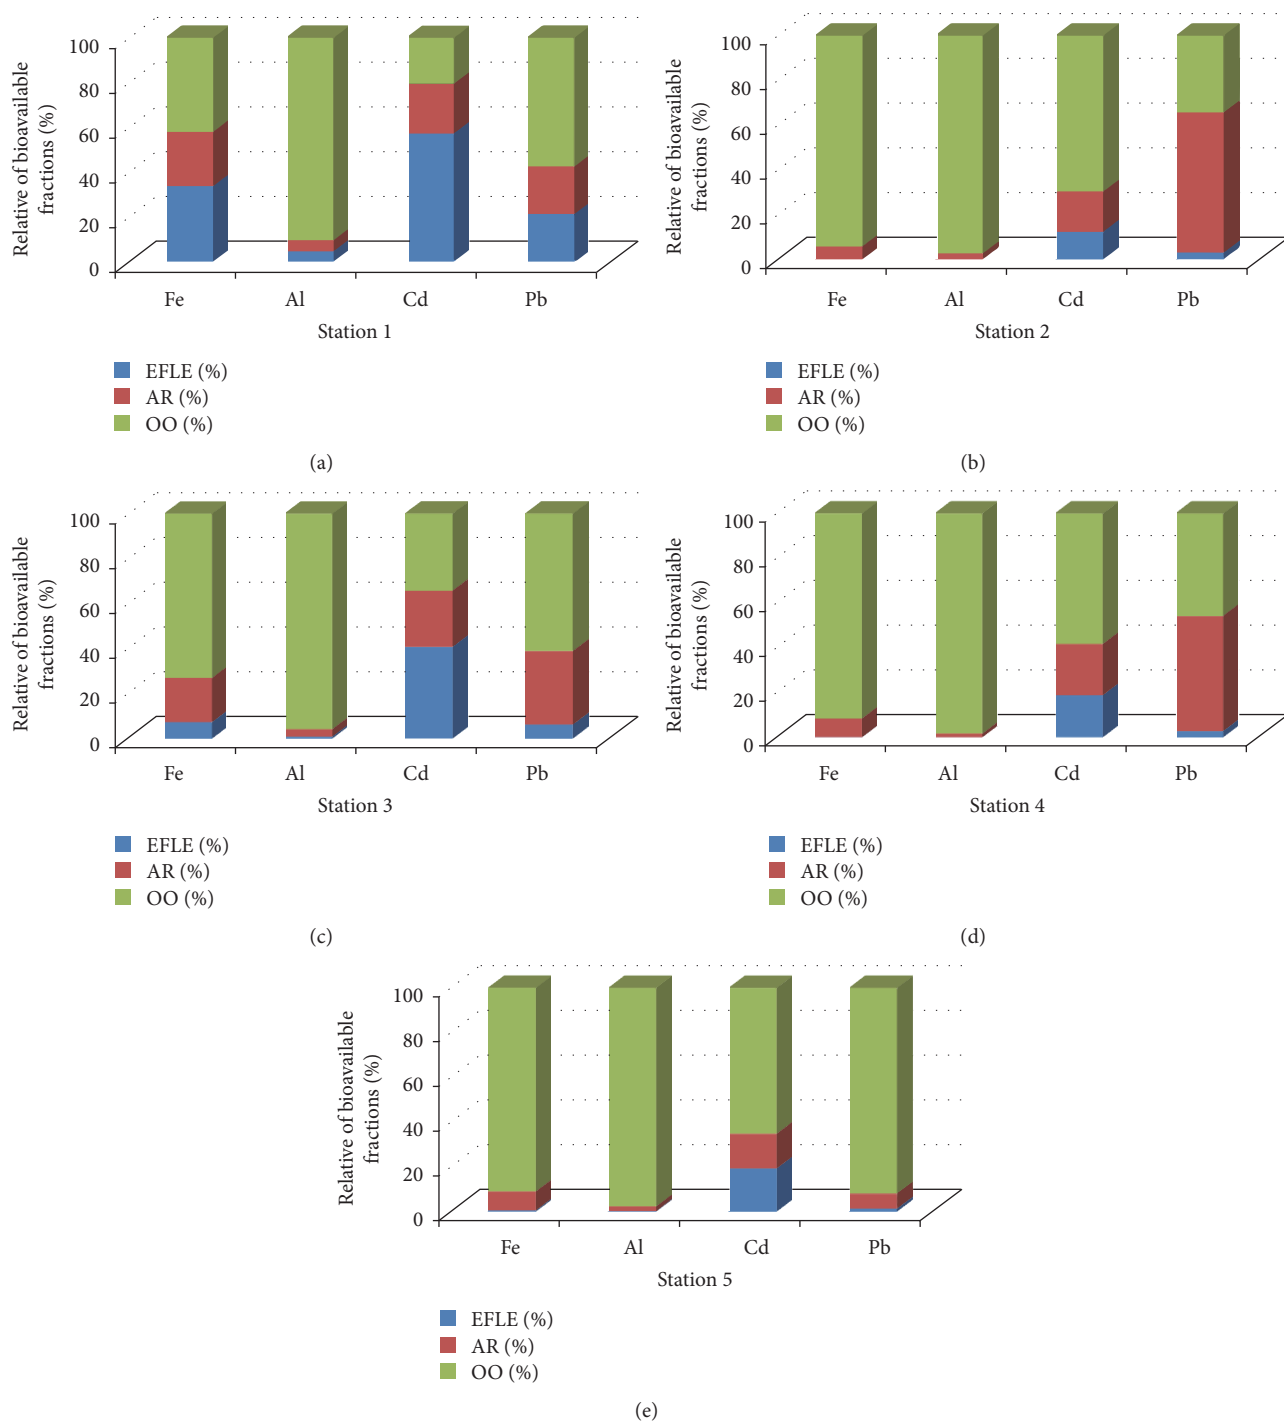 Relative of bioavailable
fractions (%)
100
80
60
40
20
0
Fe Al Cd Pb
Station 1
EFLE (%)
AR (%)
OO (%)
(a)
Relative of bioavailable
fractions (%)
100
80
60
40
20
0
Fe Al Cd Pb
Station 2
EFLE (%)
AR (%)
OO (%)
(b)
Relative of bioavailable
fractions (%)
100
80
60
40
20
0
Fe Al Cd Pb
Station 3
EFLE (%)
AR (%)
OO (%)
(c)
Relative of bioavailable
fractions (%)
100
80
60
40
20
0
Fe Al Cd Pb
Station 4
EFLE (%)
AR (%)
OO (%)
(d)
Relative of bioavailable
fractions (%)
100
80
60
40
20
0
Fe Al Cd Pb
Station 5
EFLE (%)
AR (%)
OO (%)
(e)